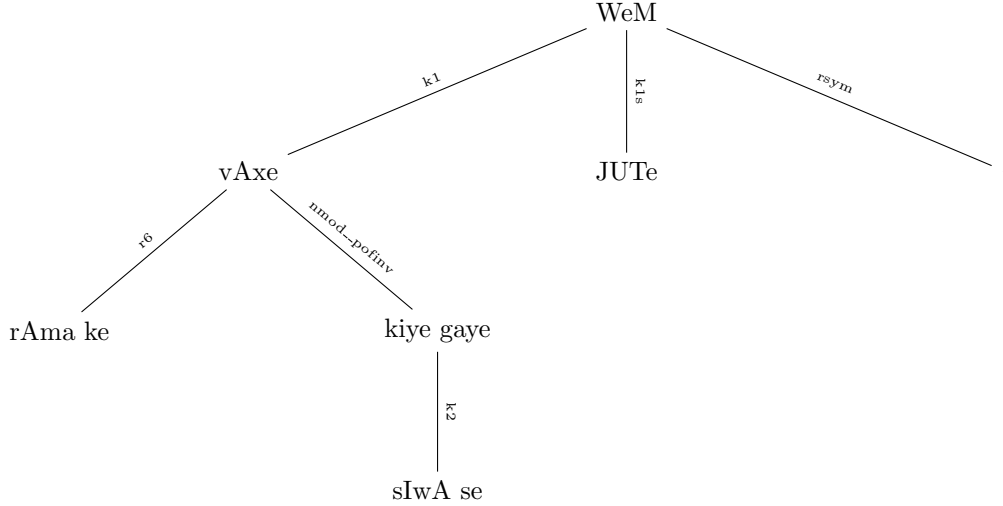 WeM
k1
k1s
rsym
vAxe
JUTe
r6
nmod__pofinv
rAma ke
kiye gaye
k2
sIwA se